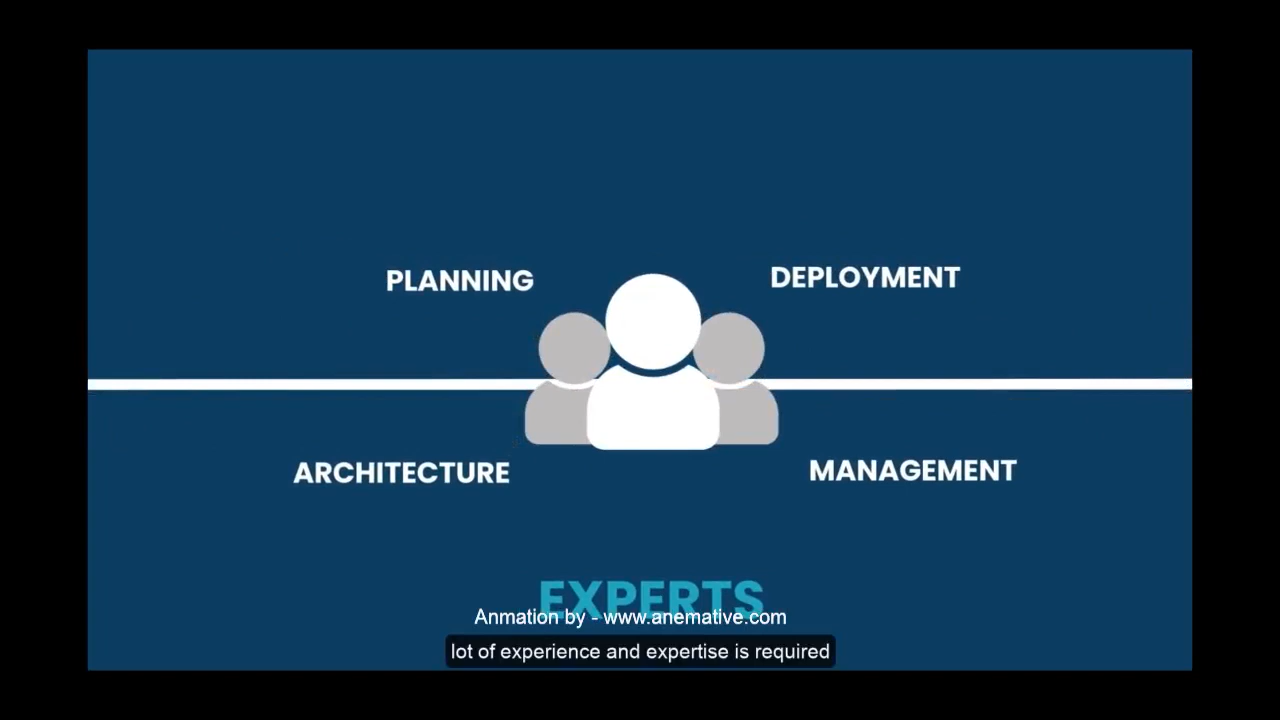 PLANNING
DEPLOYMENT
ARCHITECTURE
MANAGEMENT
EXPERTS
Anmation by - www.anemative.com
lot of experience and expertise is required